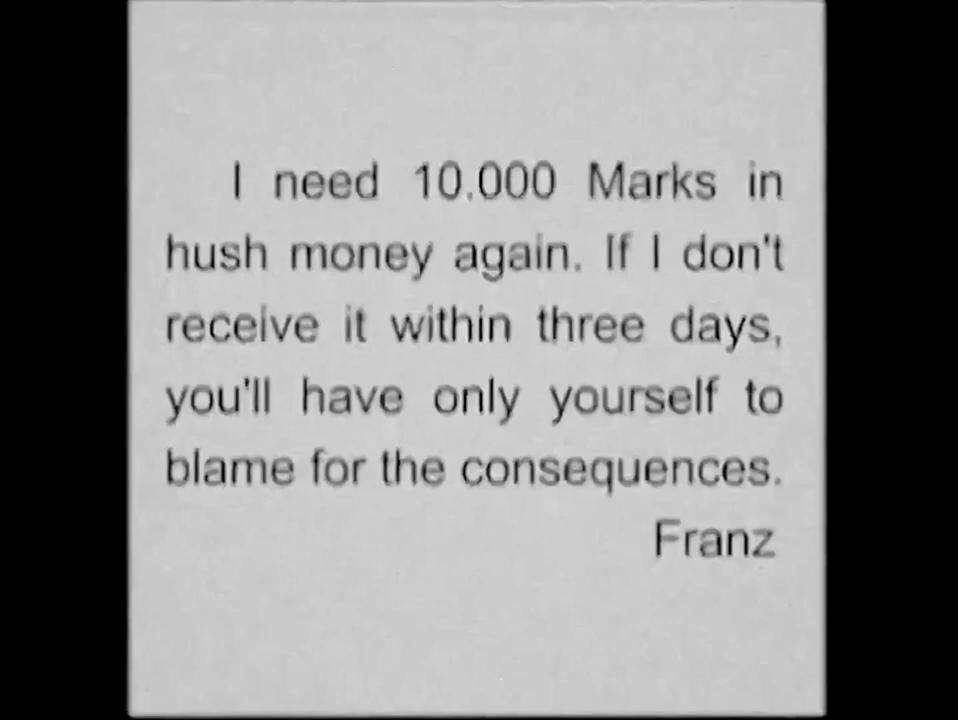 I need 10.000 Marks in
hush money again. If I don't
receive it within three days,
you'll have only yourself to
blame for the consequences.
Franz